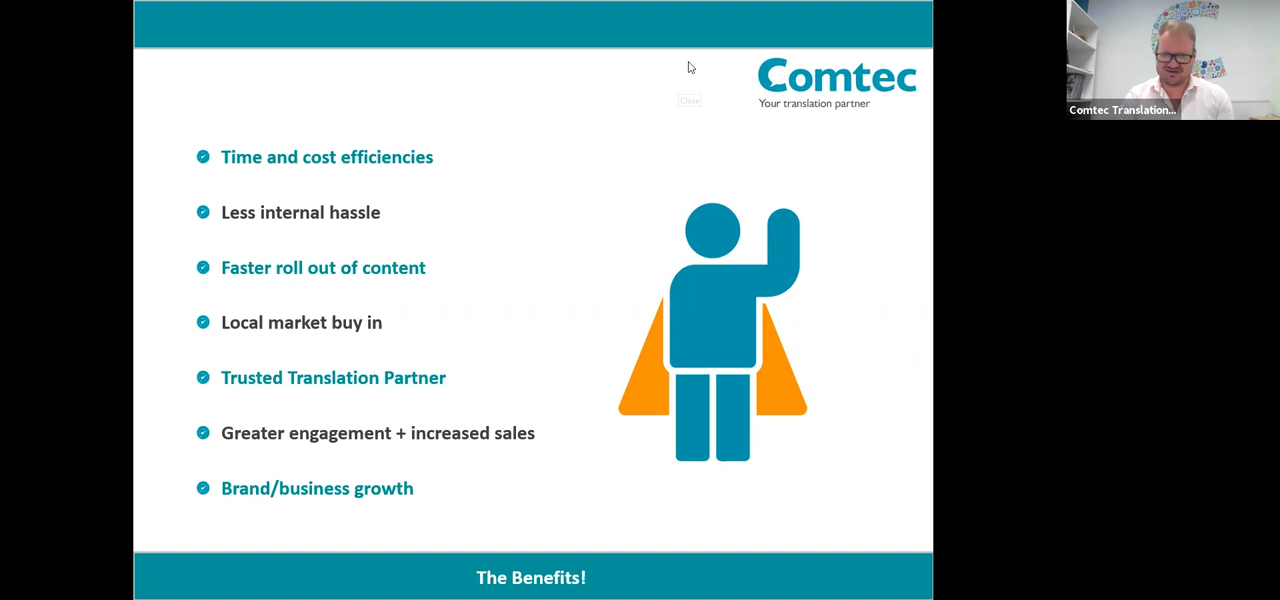 Comtec
Your translation partner
Close
Comtec Translation...
Time and cost efficiencies
Less internal hassle
Faster roll out of content
Local market buy in
Trusted Translation Partner
Greater engagement + increased sales
Brand/business growth
The Benefits!